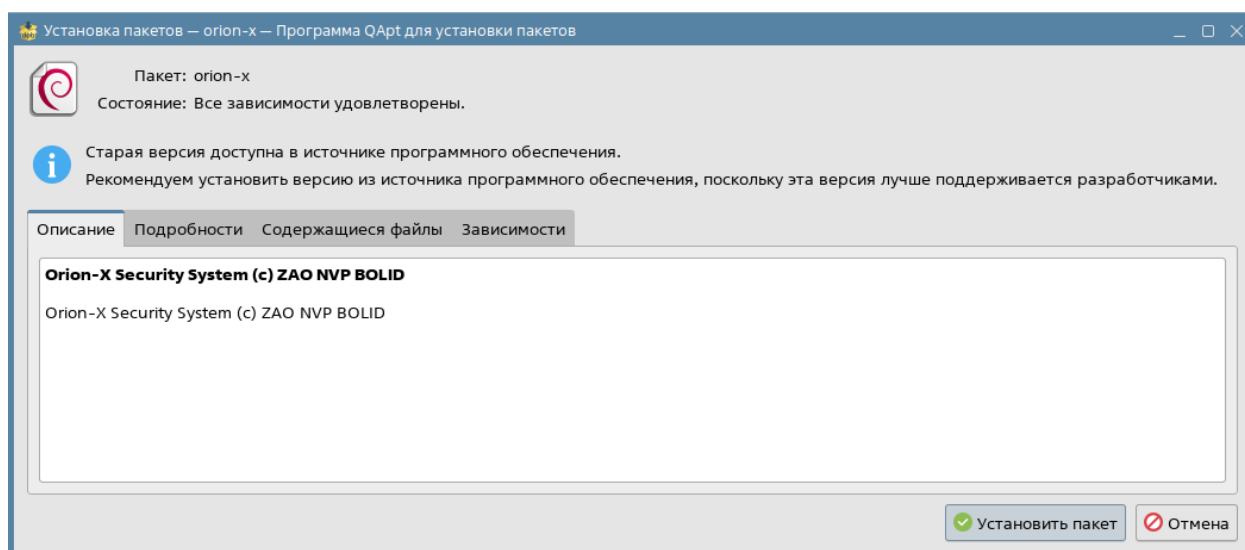 Установка пакетов — orion-x — Программа QApt для установки пакетов
Пакет: orion-x
Состояние: Все зависимости удовлетворены.
Старая версия доступна в источнике программного обеспечения.
Рекомендуем установить версию из источника программного обеспечения, поскольку эта версия лучше поддерживается разработчиками.
Описание Подробности Содержащиеся файлы Зависимости
Orion-X Security System (c) ZAO NVP BOLID
Orion-X Security System (c) ZAO NVP BOLID
Установить пакет Отмена